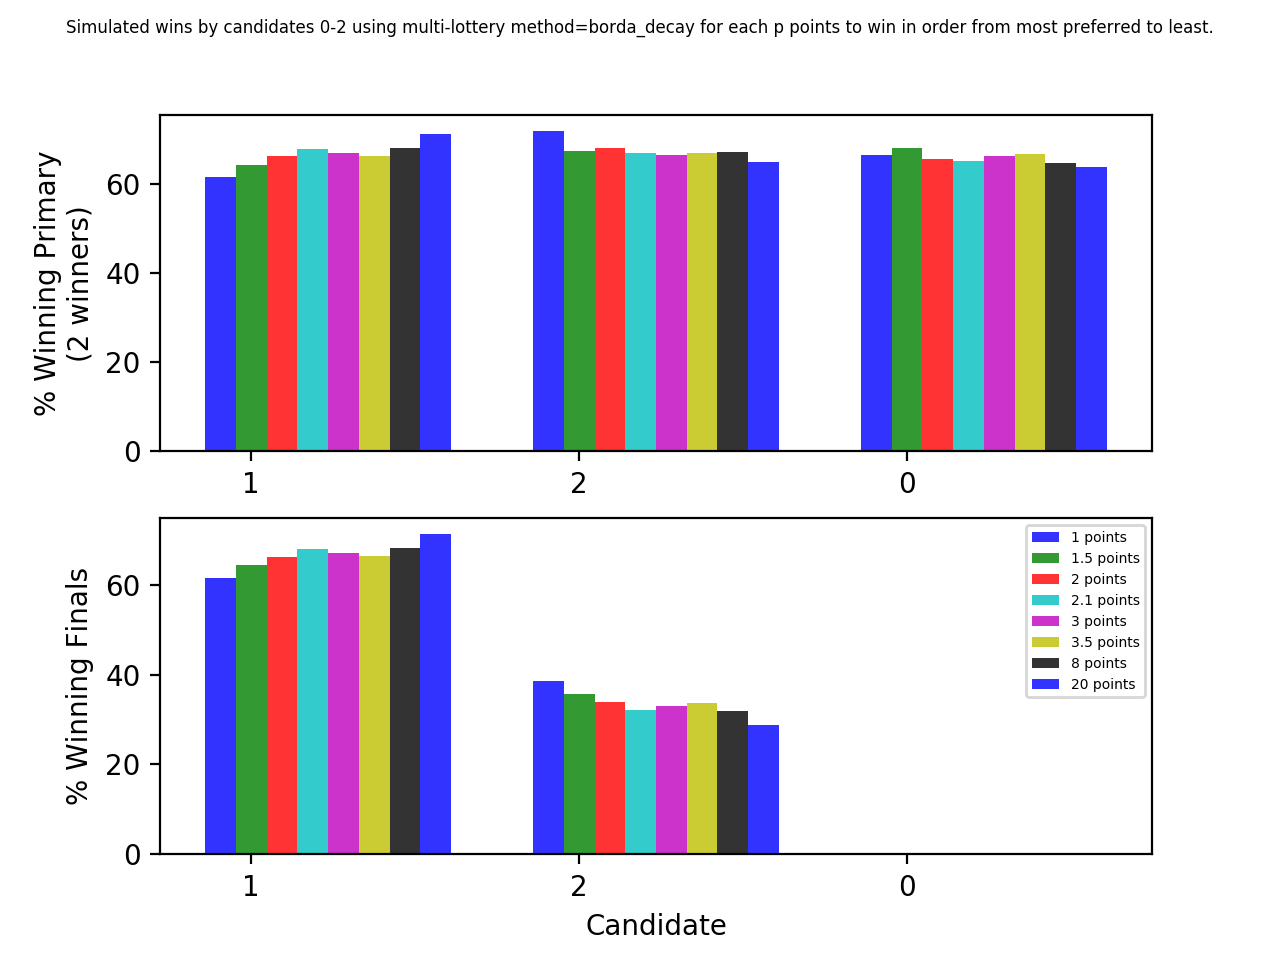 Simulated wins by candidates 0-2 using multi-lottery method=borda_decay for each p points to win in order from most preferred to least.
% Winning Primary
(2 winners)
60
40
20
0
1
2
0
% Winning Finals
60
40
20
0
1 points
1.5 points
2 points
2.1 points
3 points
3.5 points
8 points
20 points
1
2
0
Candidate